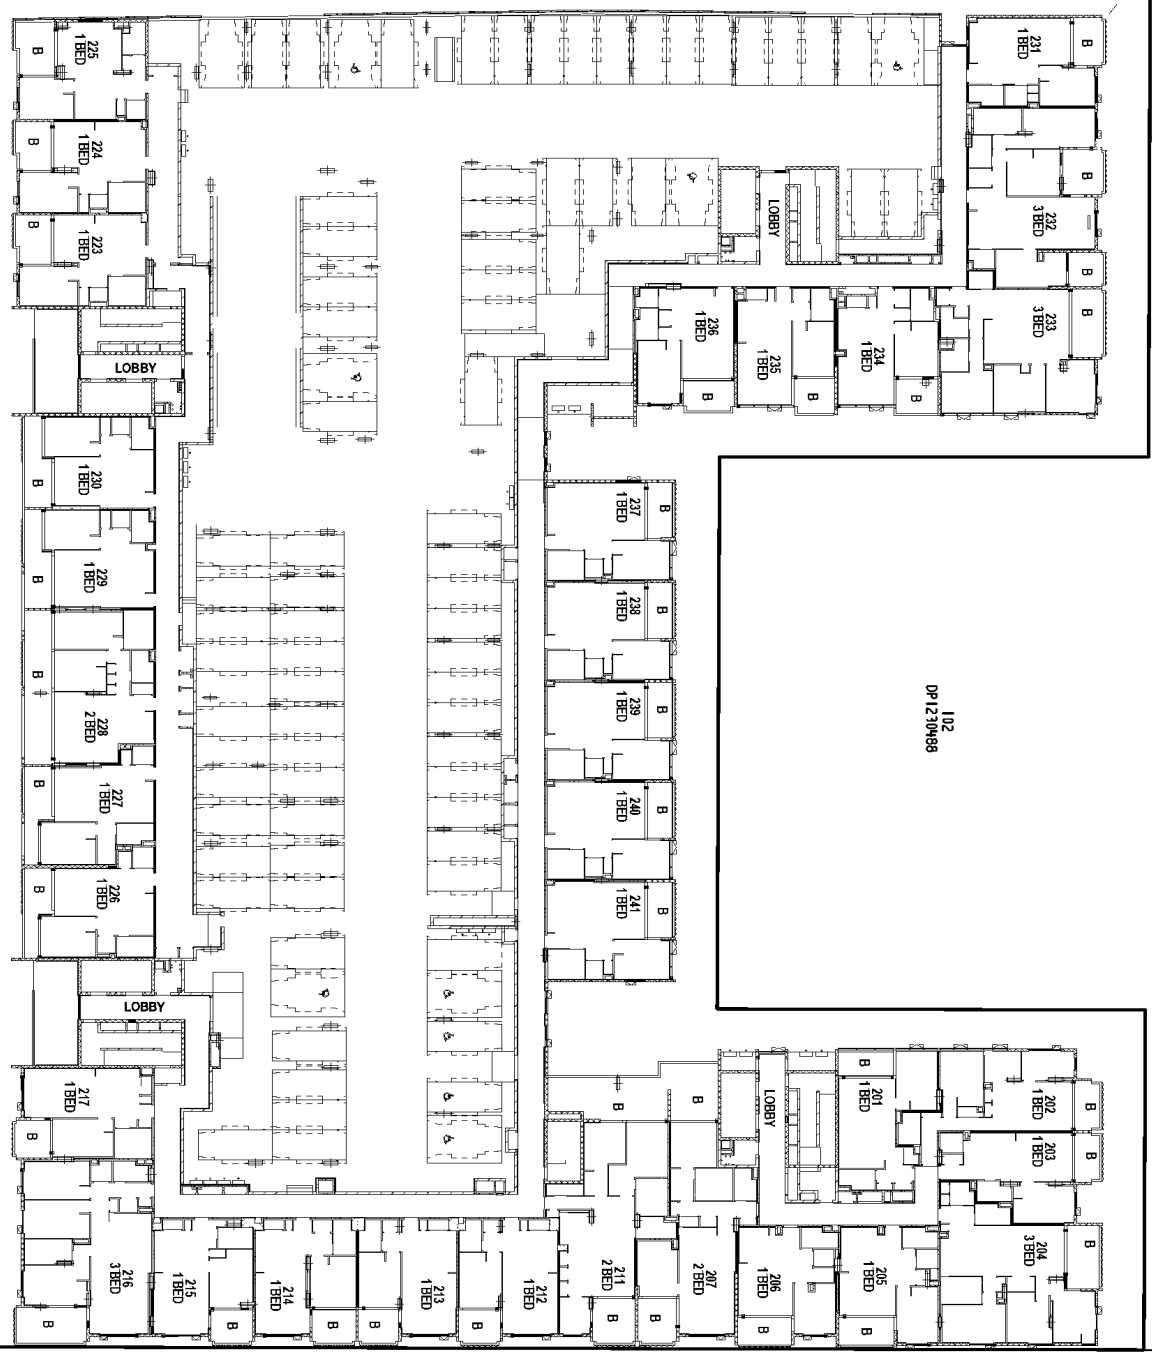 B
225
1 BED
B
224
1 BED
B
223
1 BED
LOBBY
B
230
1 BED
B
229
1 BED
B
228
2 BED
B
227
1 BED
B
226
1 BED
LOBBY
217
1 BED
B
216
3 BED
B
215
1 BED
B
214
1 BED
B
213
1 BED
B
212
1 BED
B
211
2 BED
B
B
207
2 BED
B
206
1 BED
B
205
1 BED
B
204
3 BED
B
203
1 BED
B
202
1 BED
B
201
1 BED
B
LOBBY
241
1 BED
B
240
1 BED
B
239
1 BED
B
238
1 BED
B
237
1 BED
B
236
1 BED
B
235
1 BED
B
234
1 BED
B
233
3 BED
B
232
3 BED
B
B
231
1 BED
B
LOBBY
102
DP1230488